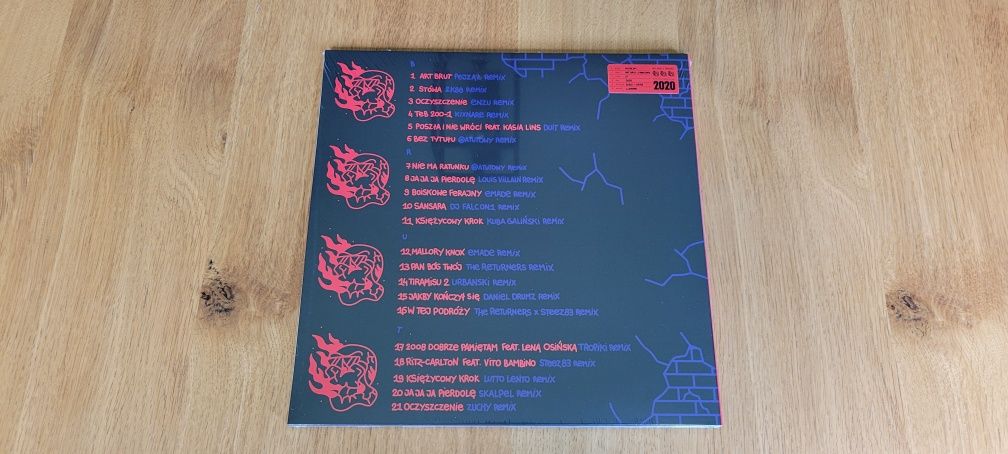 B
1 ART BRUT PEJZAŻ REMIX
2 STÓWA 2K88 REMIX
3 OCZYSZCZENIE ENZU REMIX
4 TEB 200-1 KIXNARE REMIX
5 POSZŁA I NIE WRÓCI FEAT. KASIA LINS DUIT REMIX
6 BEZ TYTUŁU @ATUTOWY REMIX
R
7 NIE MA RATUNKU @ATUTOWY REMIX
8 JA JA JA PIERDOLĘ LOUIS VILLAIN REMIX
9 BOISKOWE FERAJNY EMADE REMIX
10 SANSARA DJ FALCON1 REMIX
11 KSIĘŻYCOWY KROK KUBA GALIŃSKI REMIX
U
12 MALLORY KNOX EMADE REMIX
13 PAN BÓG TWÓJ THE RETURNERS REMIX
14 TIRAMISU 2 URBANSKI REMIX
15 JAKBY KOŃCZYŁ SIĘ DANIEL DRUMZ REMIX
16 W TEJ PODRÓŻY THE RETURNERS X STEEZ83 REMIX
T
17 2008 DOBRZE PAMIĘTAM FEAT. LENA OSIŃSKA TROPIKI REMIX
18 RITZ-CARLTON FEAT. VITO BAMBINO STEEZ83 REMIX
19 KSIĘŻYCOWY KROK LUTTO LENTO REMIX
20 JA JA JA PIERDOLĘ SKALPEL REMIX
21 OCZYSZCZENIE ZUCHY REMIX
2020